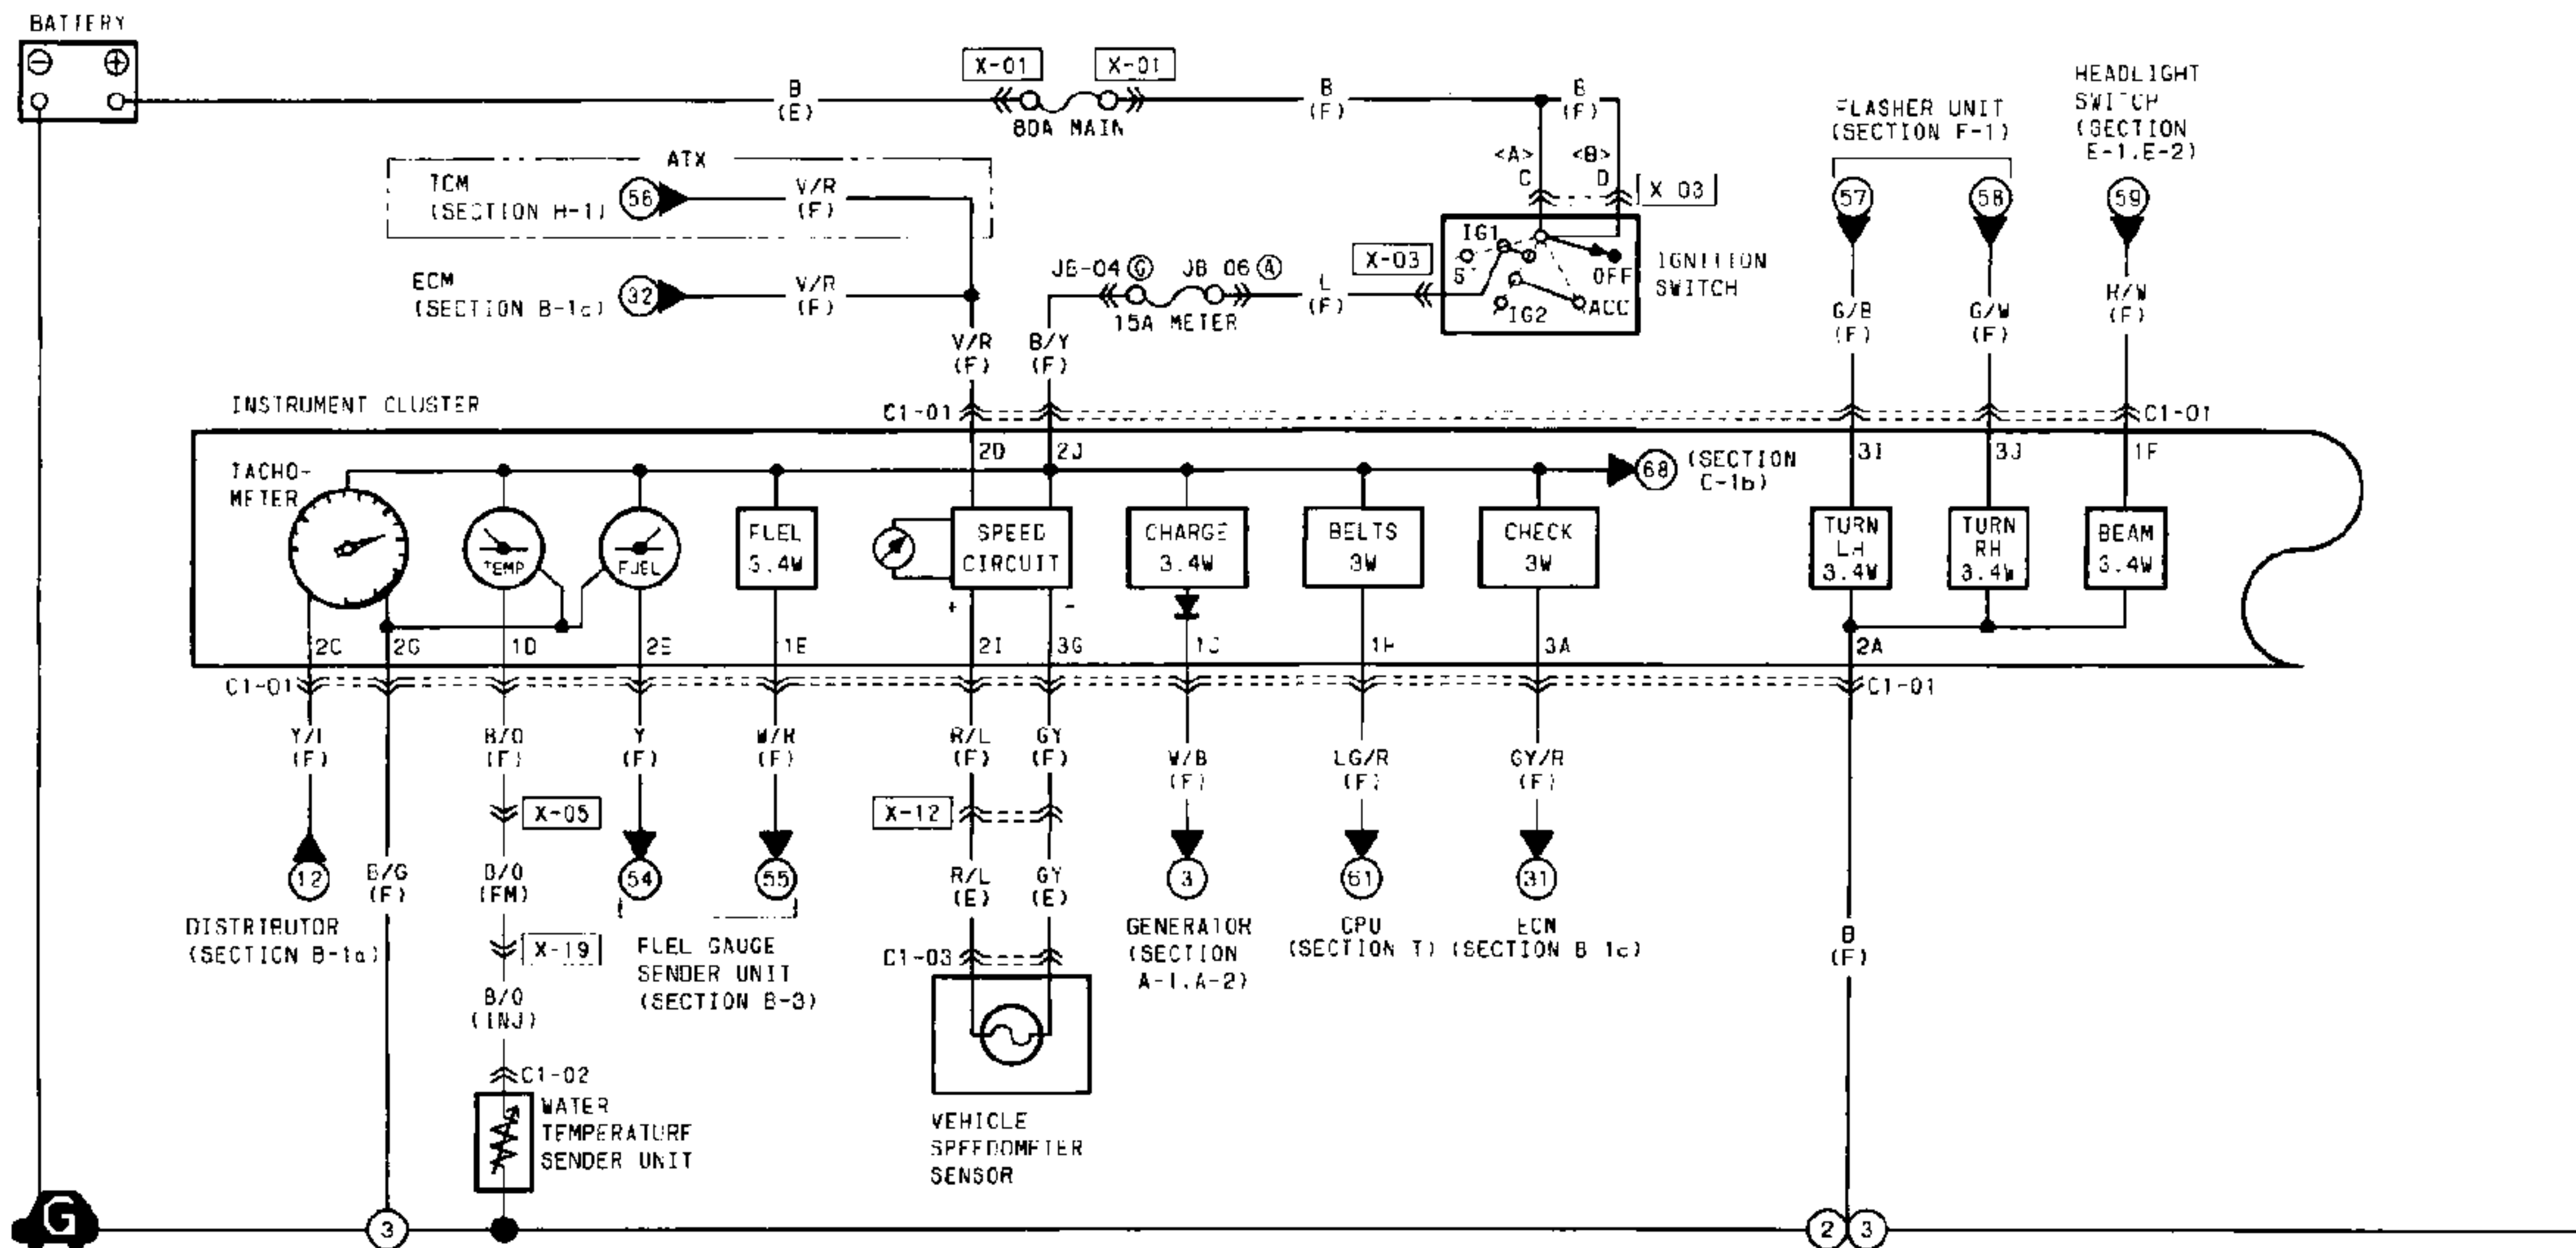 BATTERY
X-01
X-01
B
(E)
80A MAIN
B
(F)
B
(F)
HEADLIGHT
SWITCH
(SECTION
E-1.E-2)
FLASHER UNIT
(SECTION F-1)
ATX
TCM
(SECTION H-1)
56
V/R
(F)
<A>
<B>
C
D
X 03
57
58
59
ECM
(SECTION B-1c)
32
V/R
(F)
JB-04 G
JB 06 A
15A METER
X-03
L
(F)
IG1
ST
OFF
IG2
ACC
IGNITION
SWITCH
V/R
(F)
B/Y
(F)
G/B
(F)
G/W
(F)
R/W
(F)
INSTRUMENT CLUSTER
C1-01
C1-01
2D
2J
3I
3J
1F
TACHO-
METER
68
(SECTION
C-1b)
TEMP
FUEL
FUEL
3.4W
SPEED
CIRCUIT
+
-
CHARGE
3.4W
BELTS
3W
CHECK
3W
TURN
LH
3.4W
TURN
RH
3.4W
BEAM
3.4W
2C
2G
1D
2E
1E
2I
3G
1J
1H
3A
2A
C1-01
C1-01
Y/L
(F)
B/O
(F)
Y
(F)
W/R
(F)
R/L
(F)
GY
(F)
W/B
(F)
LG/R
(F)
GY/R
(F)
X-05
X-12
12
B/G
(F)
B/O
(FM)
54
55
R/L
(E)
GY
(E)
3
61
31
DISTRIBUTOR
(SECTION B-1a)
X-19
FUEL GAUGE
SENDER UNIT
(SECTION B-3)
C1-03
GENERATOR
(SECTION
A-1.A-2)
CPU
(SECTION T)
ECM
(SECTION B 1c)
B
(F)
B/O
(INJ)
C1-02
WATER
TEMPERATURE
SENDER UNIT
VEHICLE
SPEEDOMETER
SENSOR
G
3
2
3